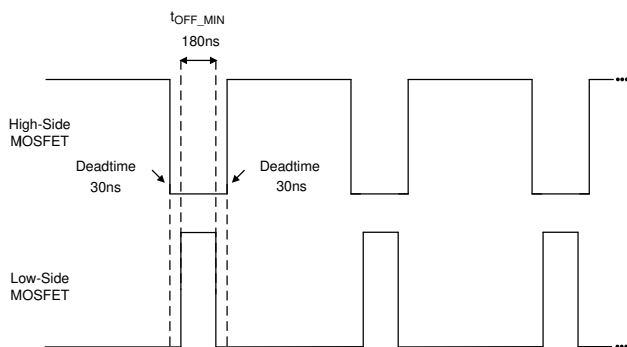 tOFF_MIN
180ns
High-Side
MOSFET
Deadtime
30ns
Deadtime
30ns
Low-Side
MOSFET